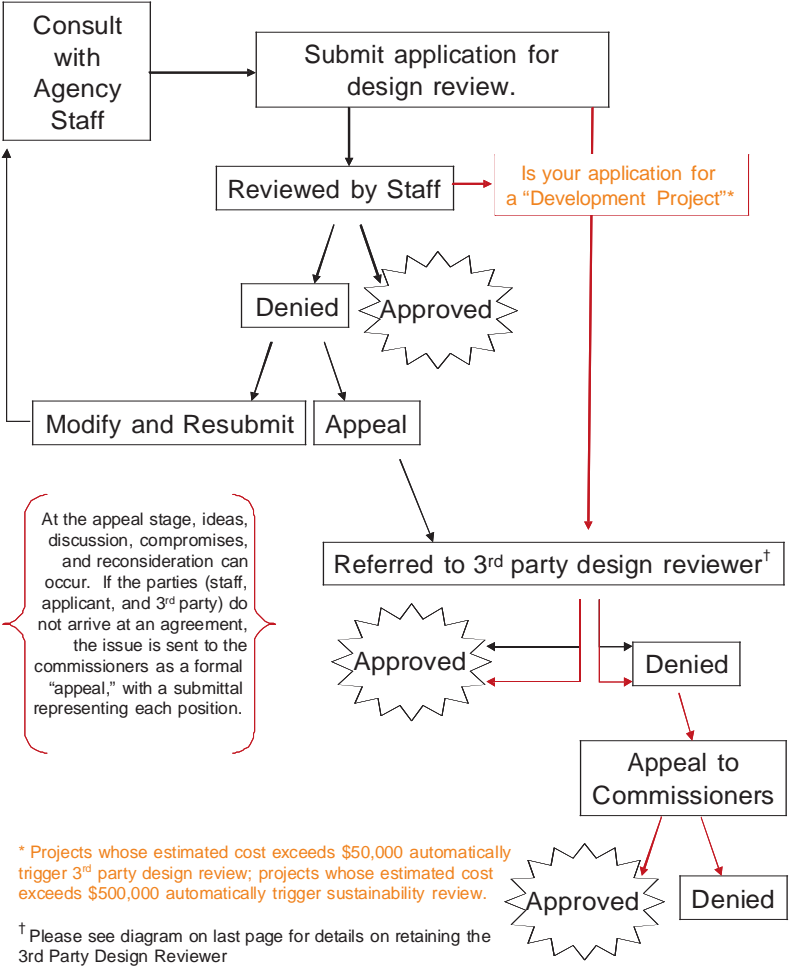 Consult
with
Agency
Staff
Submit application for
design review.
Reviewed by Staff
Is your application for
a “Development Project”*
Denied
Approved
Modify and Resubmit
Appeal
At the appeal stage, ideas,
discussion, compromises,
and reconsideration can
occur. If the parties (staff,
applicant, and 3rd party) do
not arrive at an agreement,
the issue is sent to the
commissioners as a formal
“appeal,” with a submittal
representing each position.
Referred to 3rd party design reviewer†
Approved
Denied
Appeal to
Commissioners
Approved
Denied
* Projects whose estimated cost exceeds $50,000 automatically
trigger 3rd party design review; projects whose estimated cost
exceeds $500,000 automatically trigger sustainability review.
† Please see diagram on last page for details on retaining the
3rd Party Design Reviewer